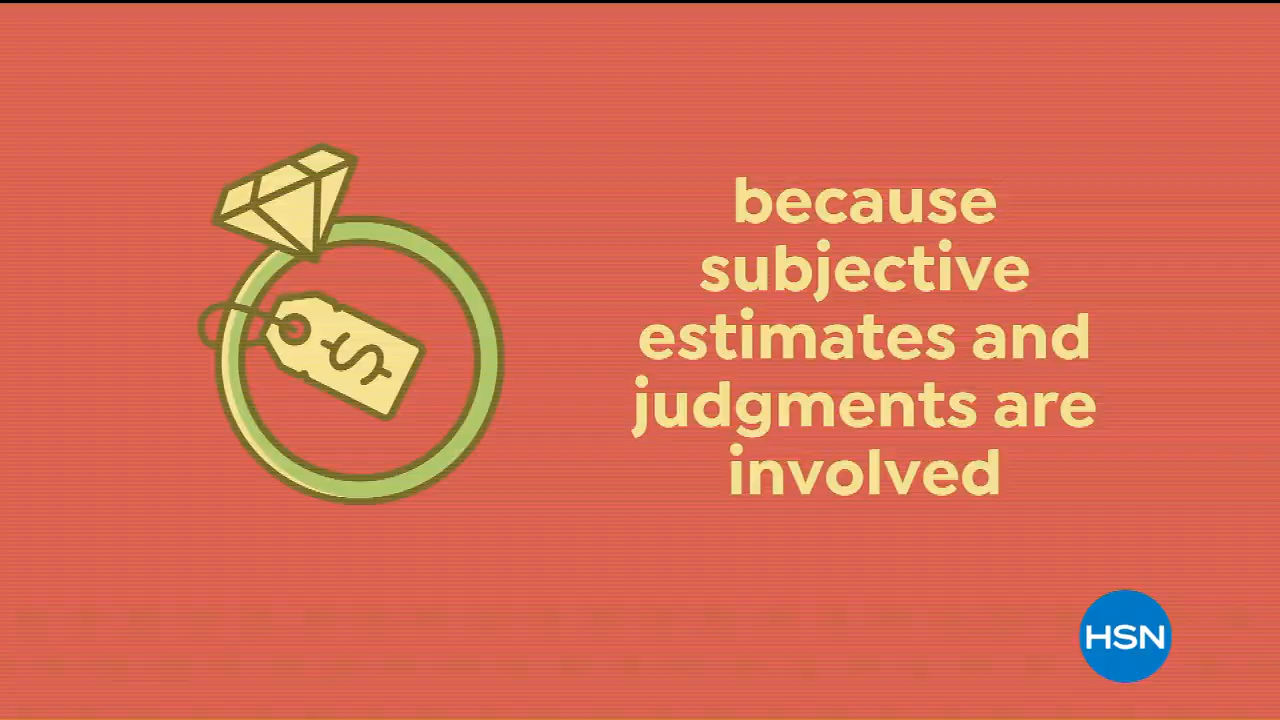 because
subjective
estimates and
judgments are
involved
$
HSN